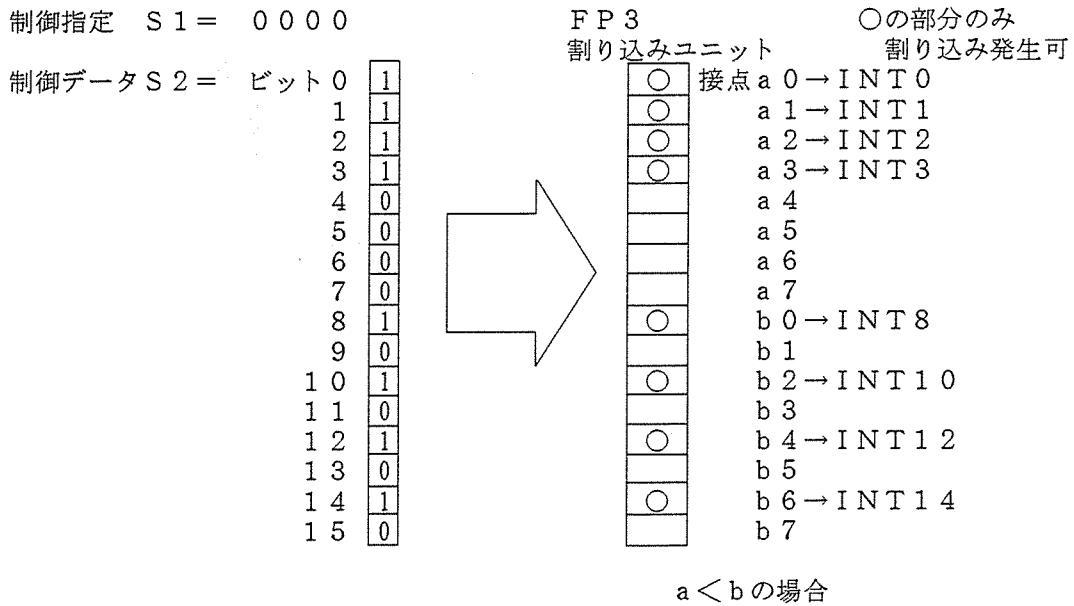 制御指定　Ｓ１＝　００００　ＦＰ３　○の部分のみ
割り込みユニット　割り込み発生可
制御データＳ２＝　ビット０　1　○　接点ａ０→ＩＮＴ０
１　1　○　ａ１→ＩＮＴ１
２　1　○　ａ２→ＩＮＴ２
３　1　○　ａ３→ＩＮＴ３
４　0　ａ４
５　0　ａ５
６　0　ａ６
７　0　ａ７
８　1　○　ｂ０→ＩＮＴ８
９　0　ｂ１
１０　1　○　ｂ２→ＩＮＴ１０
１１　0　ｂ３
１２　1　○　ｂ４→ＩＮＴ１２
１３　0　ｂ５
１４　1　○　ｂ６→ＩＮＴ１４
１５　0　ｂ７
ａ＜ｂの場合